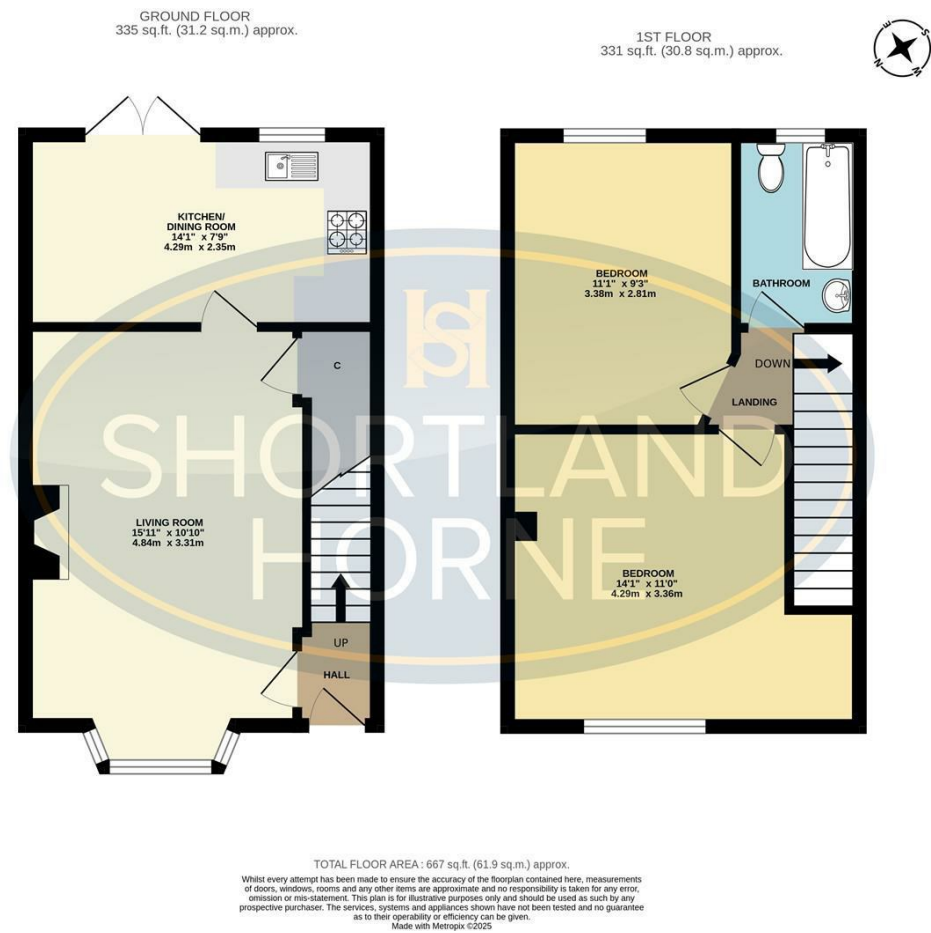 GROUND FLOOR
335 sq.ft. (31.2 sq.m.) approx.
1ST FLOOR
331 sq.ft. (30.8 sq.m.) approx.
N
E
S
W
KITCHEN/
DINING ROOM
14'1" x 7'9"
4.29m x 2.35m
C
LIVING ROOM
15'11" x 10'10"
4.84m x 3.31m
UP
HALL
BEDROOM
11'1" x 9'3"
3.38m x 2.81m
BATHROOM
DOWN
LANDING
BEDROOM
14'1" x 11'0"
4.29m x 3.36m
SH
SHORTLAND
HORNE
TOTAL FLOOR AREA : 667 sq.ft. (61.9 sq.m.) approx.
Whilst every attempt has been made to ensure the accuracy of the floorplan contained here, measurements
of doors, windows, rooms and any other items are approximate and no responsibility is taken for any error,
omission or mis-statement. This plan is for illustrative purposes only and should be used as such by any
prospective purchaser. The services, systems and appliances shown have not been tested and no guarantee
as to their operability or efficiency can be given.
Made with Metropix ©2025